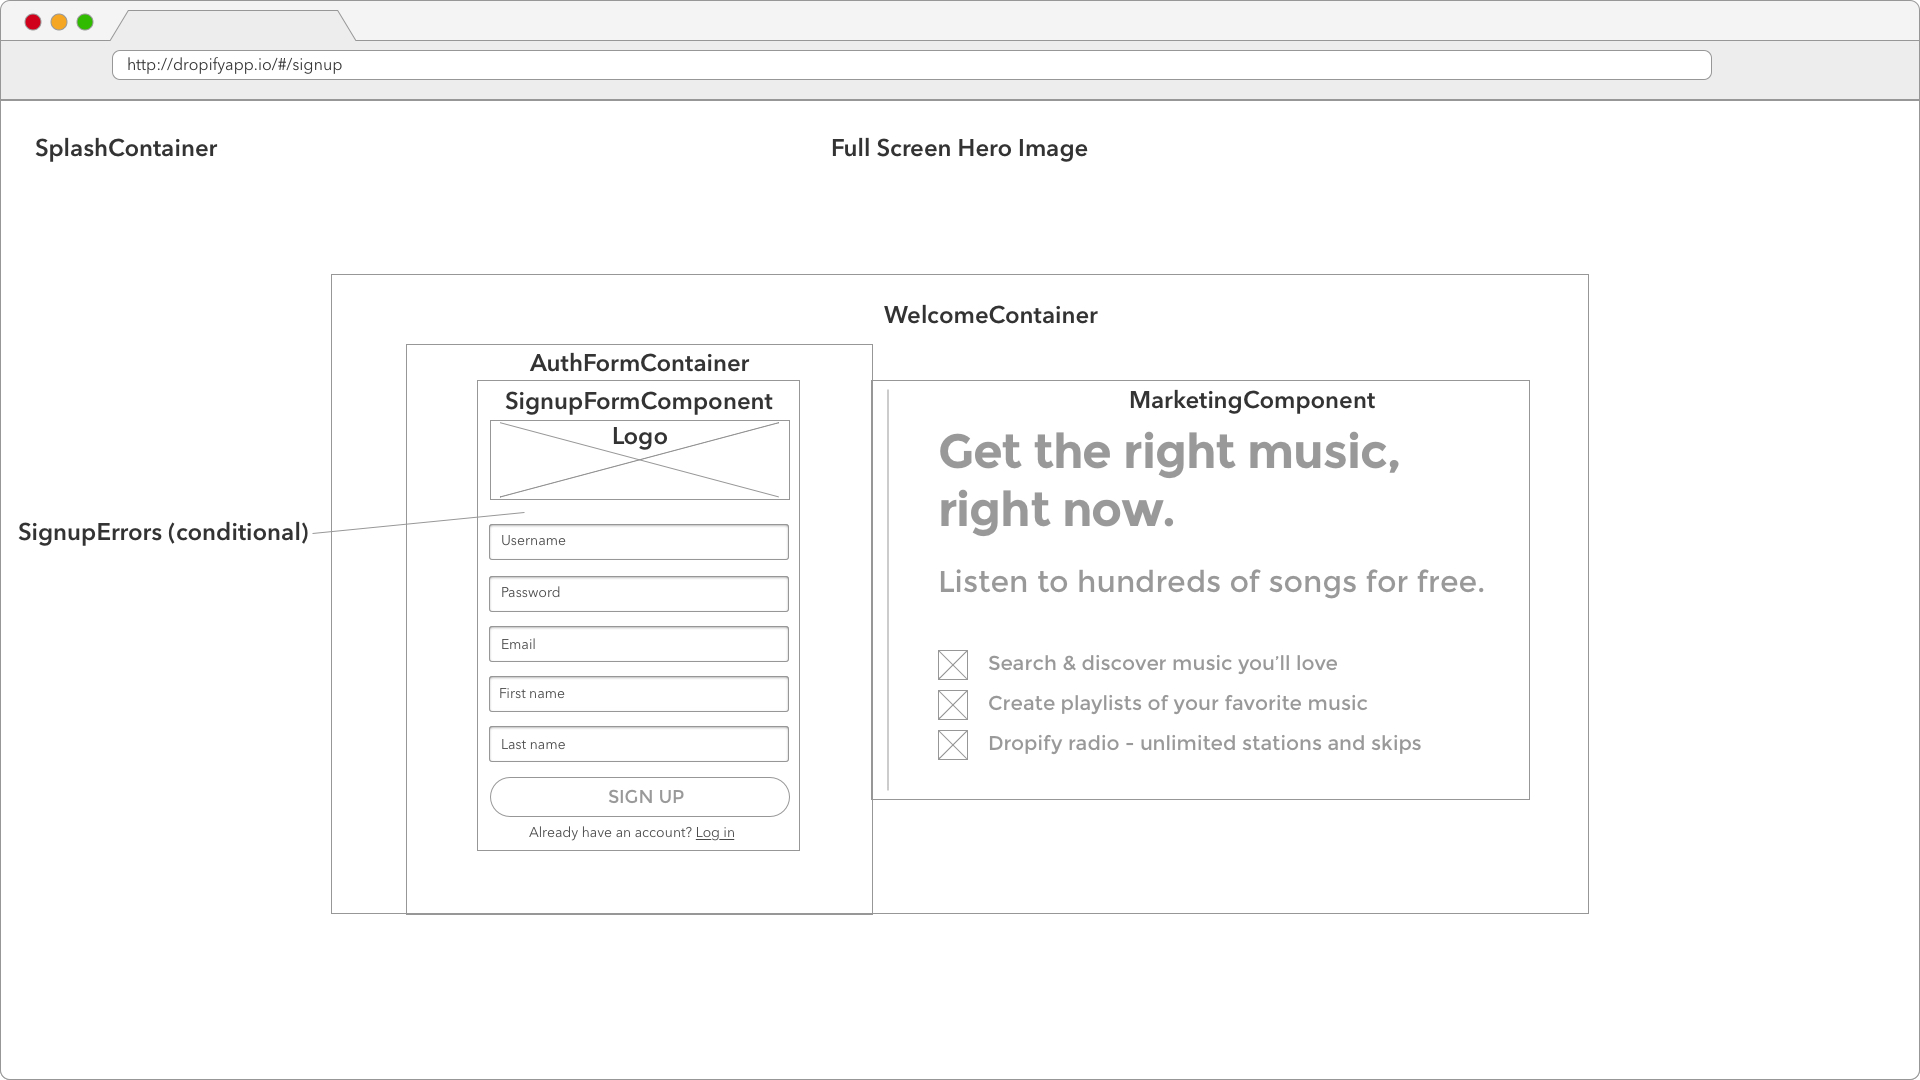 http://dropifyapp.io/#/signup
SplashContainer
Full Screen Hero Image
WelcomeContainer
AuthFormContainer
SignupFormComponent
Logo
SignupErrors (conditional)
Username
Password
Email
First name
Last name
SIGN UP
Already have an account? Log in
MarketingComponent
Get the right music,
right now.
Listen to hundreds of songs for free.
Search & discover music you'll love
Create playlists of your favorite music
Dropify radio - unlimited stations and skips